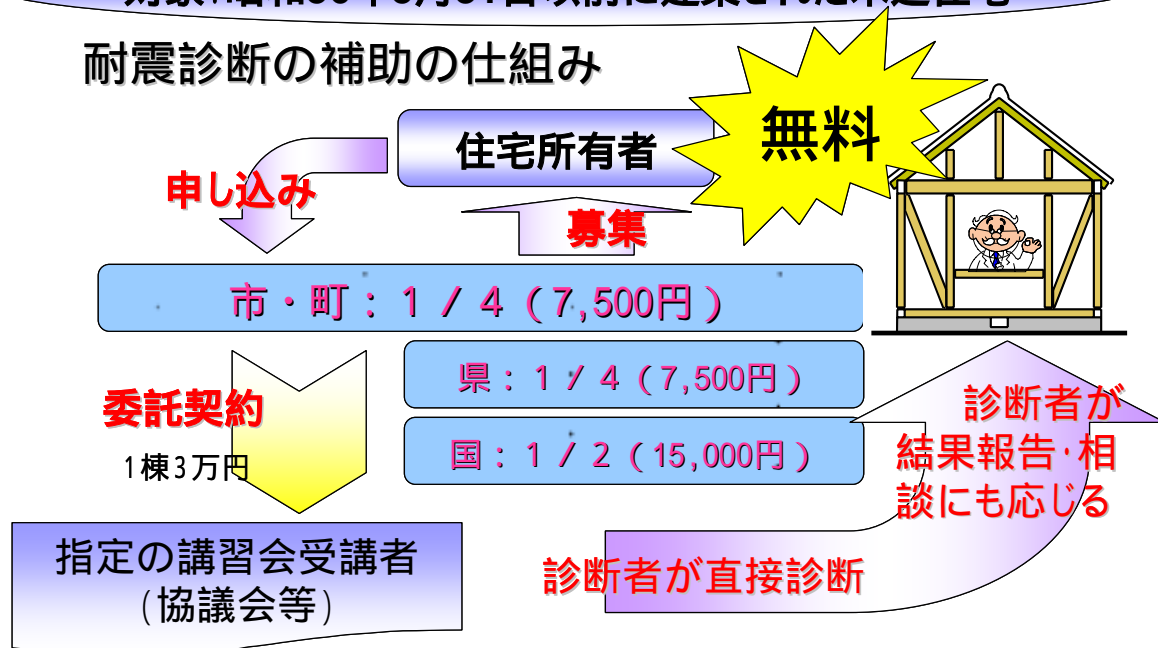 耐震診断の補助の仕組み
無料
住宅所有者
申し込み
募集
市・町：１／４（7,500円）
県：１／４（7,500円）
国：１／２（15,000円）
委託契約
1棟3万円
診断者が
結果報告・相
談にも応じる
指定の講習会受講者
(協議会等)
診断者が直接診断